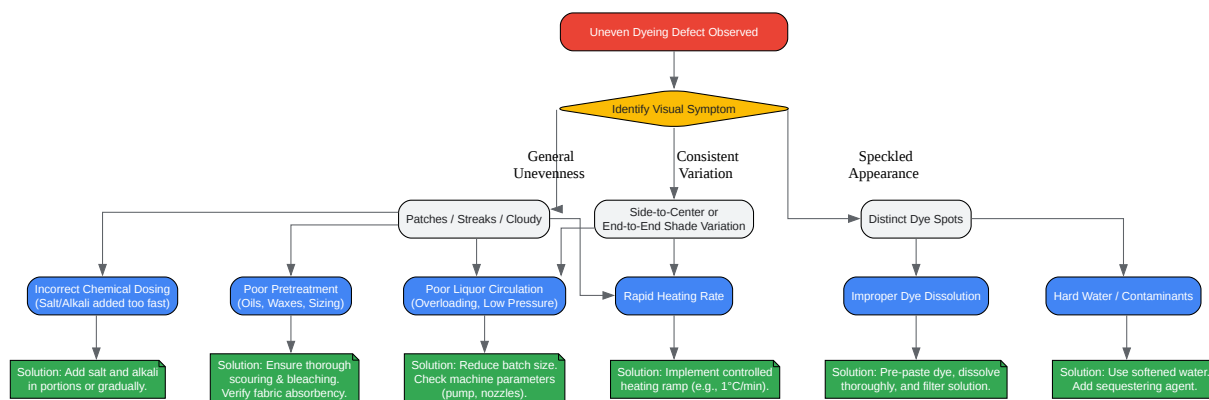 Uneven Dyeing Defect Observed
Identify Visual Symptom
General
Unevenness
Consistent
Variation
Speckled
Appearance
Patches / Streaks / Cloudy
Side-to-Center or
End-to-End Shade Variation
Distinct Dye Spots
Incorrect Chemical Dosing
(Salt/Alkali added too fast)
Poor Pretreatment
(Oils, Waxes, Sizing)
Poor Liquor Circulation
(Overloading, Low Pressure)
Rapid Heating Rate
Improper Dye Dissolution
Hard Water / Contaminants
Solution: Add salt and alkali
in portions or gradually.
Solution: Ensure thorough
scouring & bleaching.
Verify fabric absorbency.
Solution: Reduce batch size.
Check machine parameters
(pump, nozzles).
Solution: Implement controlled
heating ramp (e.g., 1°C/min).
Solution: Pre-paste dye, dissolve
thoroughly, and filter solution.
Solution: Use softened water.
Add sequestering agent.